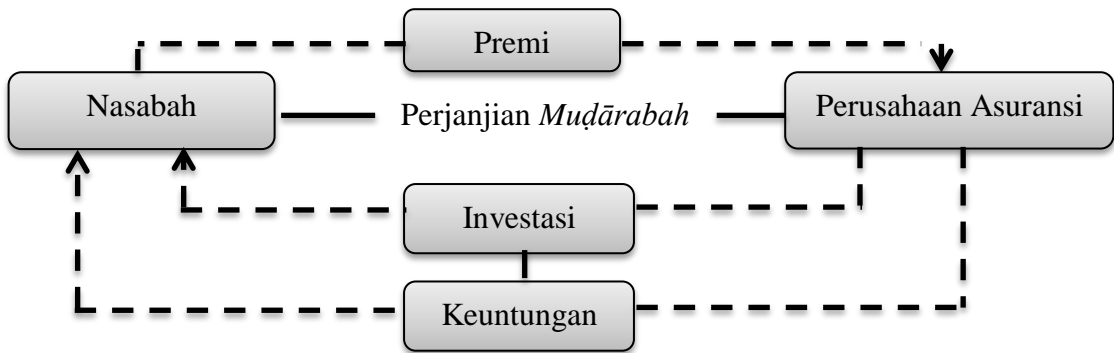 Premi
Nasabah
Perjanjian Muḍārabah
Perusahaan Asuransi
Investasi
Keuntungan